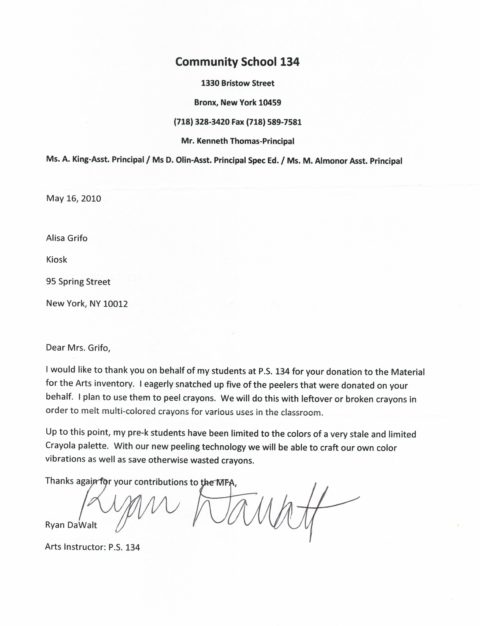 Community School 134
1330 Bristow Street
Bronx, New York 10459
(718) 328-3420 Fax (718) 589-7581
Mr. Kenneth Thomas-Principal
Ms. A. King-Asst. Principal / Ms D. Olin-Asst. Principal Spec Ed. / Ms. M. Almonor Asst. Principal
May 16, 2010
Alisa Grifo
Kiosk
95 Spring Street
New York, NY 10012
Dear Mrs. Grifo,
I would like to thank you on behalf of my students at P.S. 134 for your donation to the Material
for the Arts inventory. I eagerly snatched up five of the peelers that were donated on your
behalf. I plan to use them to peel crayons. We will do this with leftover or broken crayons in
order to melt multi-colored crayons for various uses in the classroom.
Up to this point, my pre-k students have been limited to the colors of a very stale and limited
Crayola palette. With our new peeling technology we will be able to craft our own color
vibrations as well as save otherwise wasted crayons.
Thanks again for your contributions to the MFA,
Ryan Dawalt
Ryan DaWalt
Arts Instructor: P.S. 134